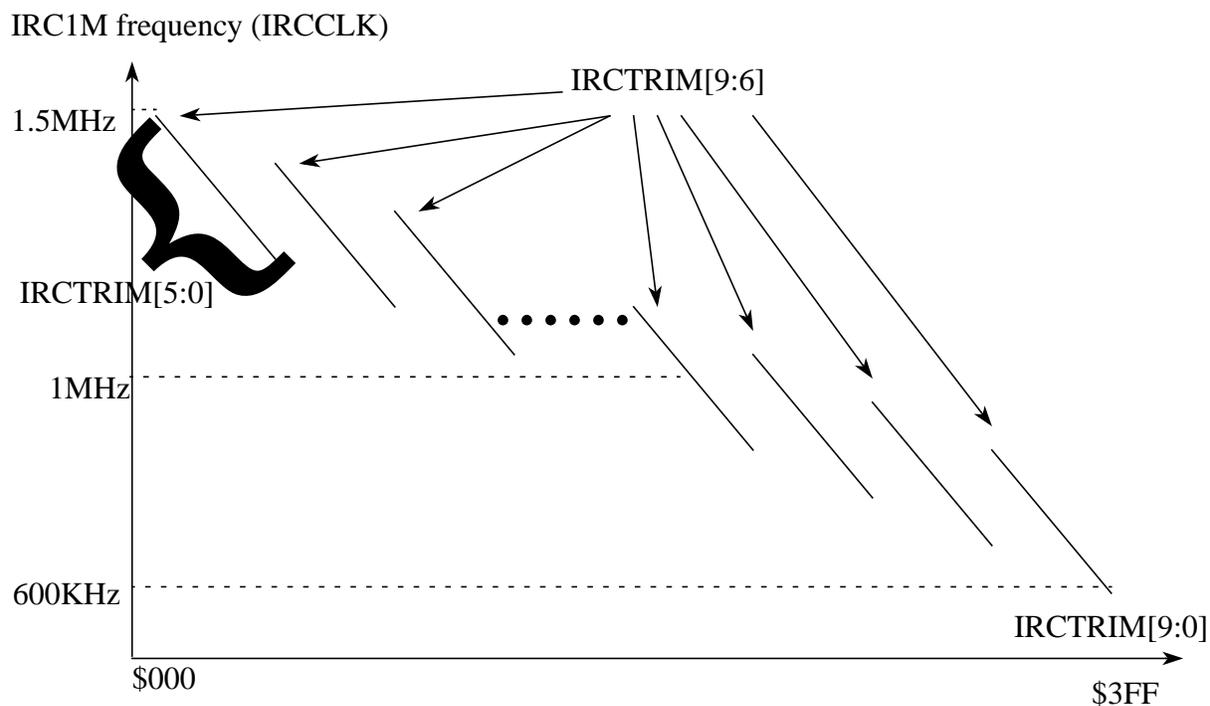 IRC1M frequency (IRCCLK)
IRCTRIM[9:6]
1.5MHz
IRCTRIM[5:0]
1MHz
600KHz
IRCTRIM[9:0]
$000
$3FF